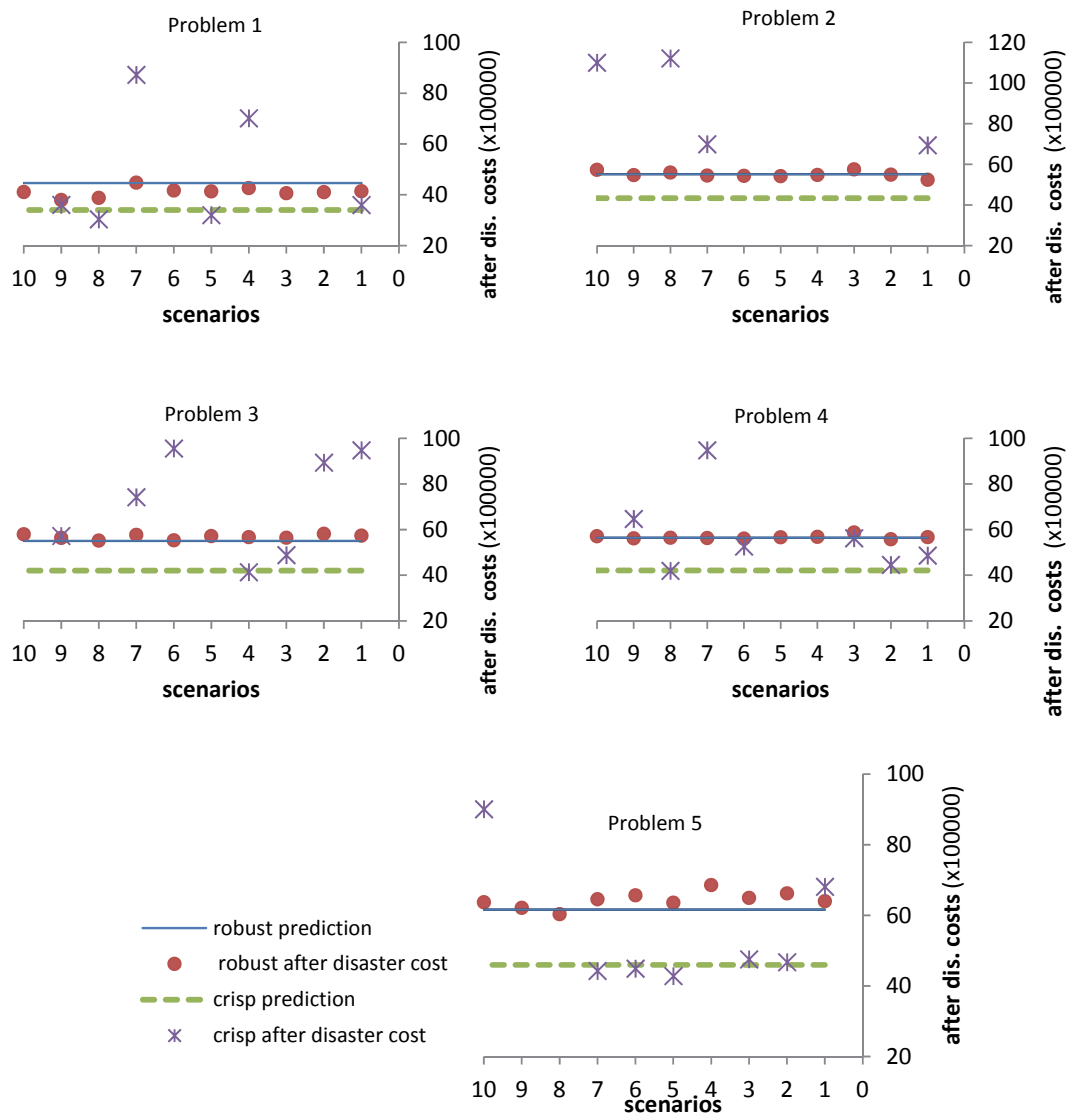 Problem 1
100
80
60
40
20
10 9 8 7 6 5 4 3 2 1 0
scenarios
after dis. costs (x100000)
Problem 2
120
100
80
60
40
20
10 9 8 7 6 5 4 3 2 1 0
scenarios
after dis. costs (x100000)
Problem 3
100
80
60
40
20
10 9 8 7 6 5 4 3 2 1 0
scenarios
after dis. costs (x100000)
Problem 4
100
80
60
40
20
10 9 8 7 6 5 4 3 2 1 0
scenarios
after dis. costs (x100000)
Problem 5
100
80
60
40
20
10 9 8 7 6 5 4 3 2 1 0
scenarios
after dis. costs (x100000)
robust prediction
robust after disaster cost
crisp prediction
crisp after disaster cost